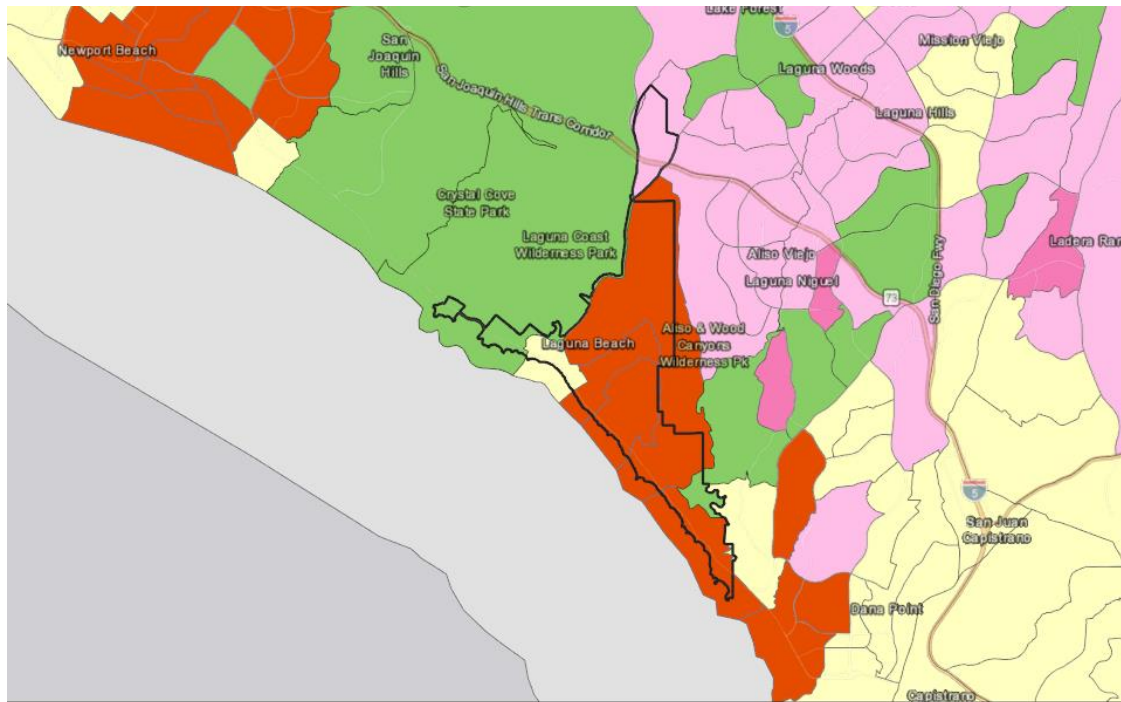 Lake Forest
Newport Beach
San
Joaquin
Hills
5
Mission Viejo
Laguna Woods
San Joaquin Hills Trans Corridor
Laguna Hills
Crystal Cove
State Park
Laguna Coast
Wilderness Park
Ladera Ran
Aliso Viejo
Laguna Niguel
San Diego Fwy
73
Laguna Beach
Aliso & Wood
Canyons
Wilderness Pk
5
San Juan
Capistrano
Dana Point
Capistrano